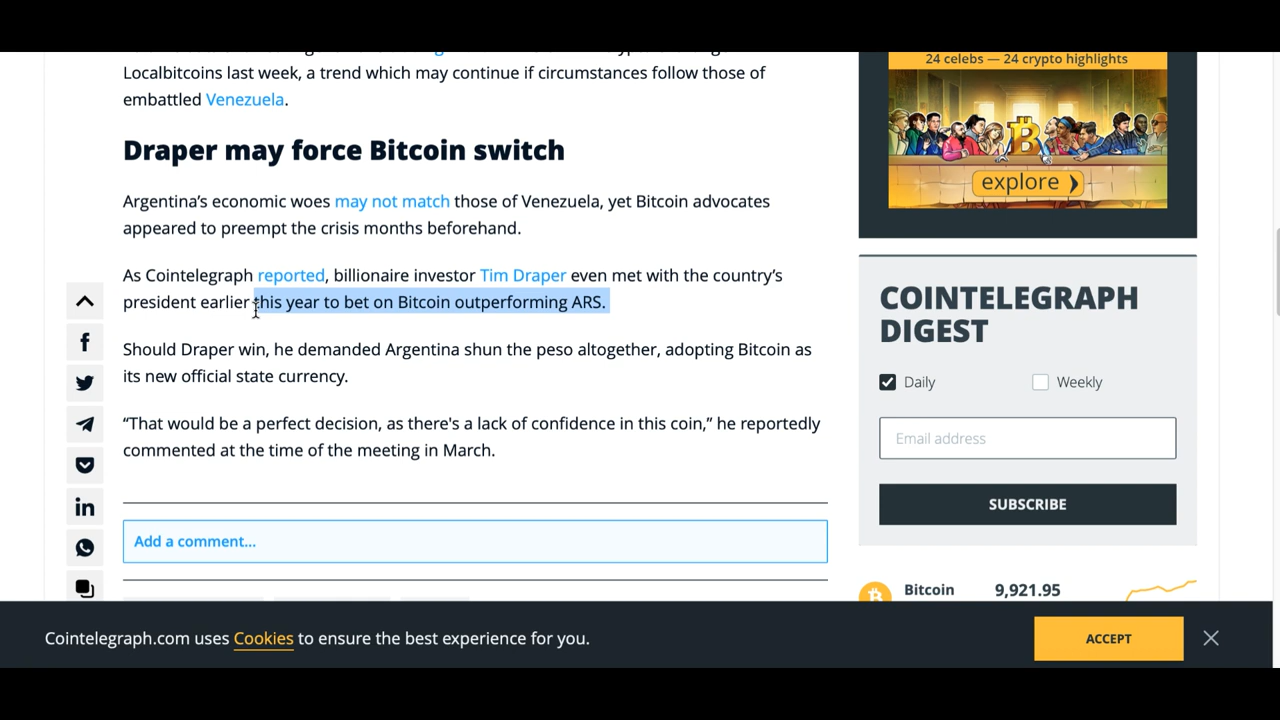 Localbitcoins last week, a trend which may continue if circumstances follow those of
embattled Venezuela.
Draper may force Bitcoin switch
Argentina’s economic woes may not match those of Venezuela, yet Bitcoin advocates
appeared to preempt the crisis months beforehand.
As Cointelegraph reported, billionaire investor Tim Draper even met with the country’s
president earlier this year to bet on Bitcoin outperforming ARS.
Should Draper win, he demanded Argentina shun the peso altogether, adopting Bitcoin as
its new official state currency.
“That would be a perfect decision, as there's a lack of confidence in this coin,” he reportedly
commented at the time of the meeting in March.
Add a comment...
24 celebs — 24 crypto highlights
explore ❯
COINTELEGRAPH
DIGEST
Daily
Weekly
Email address
SUBSCRIBE
Bitcoin 9,921.95
Cointelegraph.com uses Cookies to ensure the best experience for you.
ACCEPT